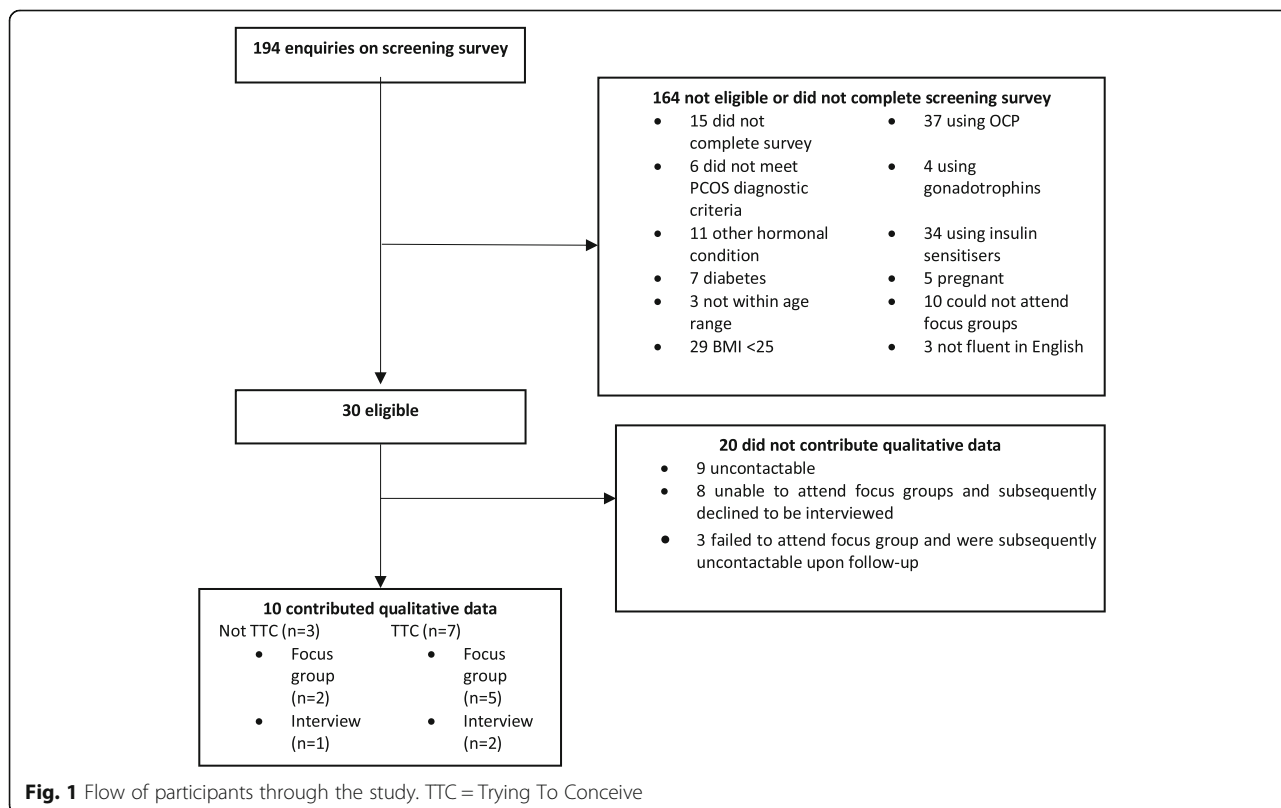 194 enquiries on screening survey
164 not eligible or did not complete screening survey
• 15 did not
complete survey
• 6 did not meet
PCOS diagnostic
criteria
• 11 other hormonal
condition
• 7 diabetes
• 3 not within age
range
• 29 BMI <25
• 37 using OCP
• 4 using
gonadotrophins
• 34 using insulin
sensitisers
• 5 pregnant
• 10 could not attend
focus groups
• 3 not fluent in English
30 eligible
20 did not contribute qualitative data
• 9 uncontactable
• 8 unable to attend focus groups and subsequently
declined to be interviewed
• 3 failed to attend focus group and were subsequently
uncontactable upon follow-up
10 contributed qualitative data
Not TTC (n=3)
• Focus
group
(n=2)
• Interview
(n=1)
TTC (n=7)
• Focus
group
(n=5)
• Interview
(n=2)
Fig. 1 Flow of participants through the study. TTC = Trying To Conceive